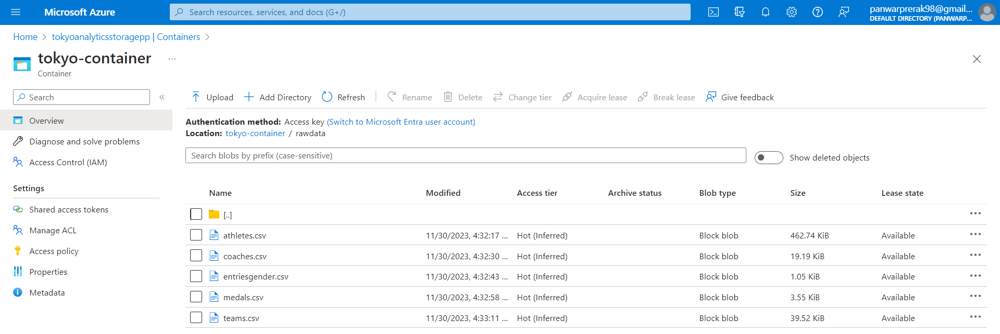 Microsoft Azure
Search resources, services, and docs (G+/)
panwarprerak98@gmail...
DEFAULT DIRECTORY (PANWARP...
Home > tokyoanalyticsstoragepp | Containers >
tokyo-container ...
Container
Search «
Upload Add Directory Refresh Rename Delete Change tier Acquire lease Break lease Give feedback
Overview
Diagnose and solve problems
Access Control (IAM)
Settings
Shared access tokens
Manage ACL
Access policy
Properties
Metadata
Authentication method: Access key (Switch to Microsoft Entra user account)
Location: tokyo-container / rawdata
Search blobs by prefix (case-sensitive)
Show deleted objects
Name Modified Access tier Archive status Blob type Size Lease state
[..]
athletes.csv 11/30/2023, 4:32:17 ... Hot (Inferred) Block blob 462.74 KiB Available
coaches.csv 11/30/2023, 4:32:30 ... Hot (Inferred) Block blob 19.19 KiB Available
entriesgender.csv 11/30/2023, 4:32:43 ... Hot (Inferred) Block blob 1.05 KiB Available
medals.csv 11/30/2023, 4:32:58 ... Hot (Inferred) Block blob 3.55 KiB Available
teams.csv 11/30/2023, 4:33:11 ... Hot (Inferred) Block blob 39.52 KiB Available